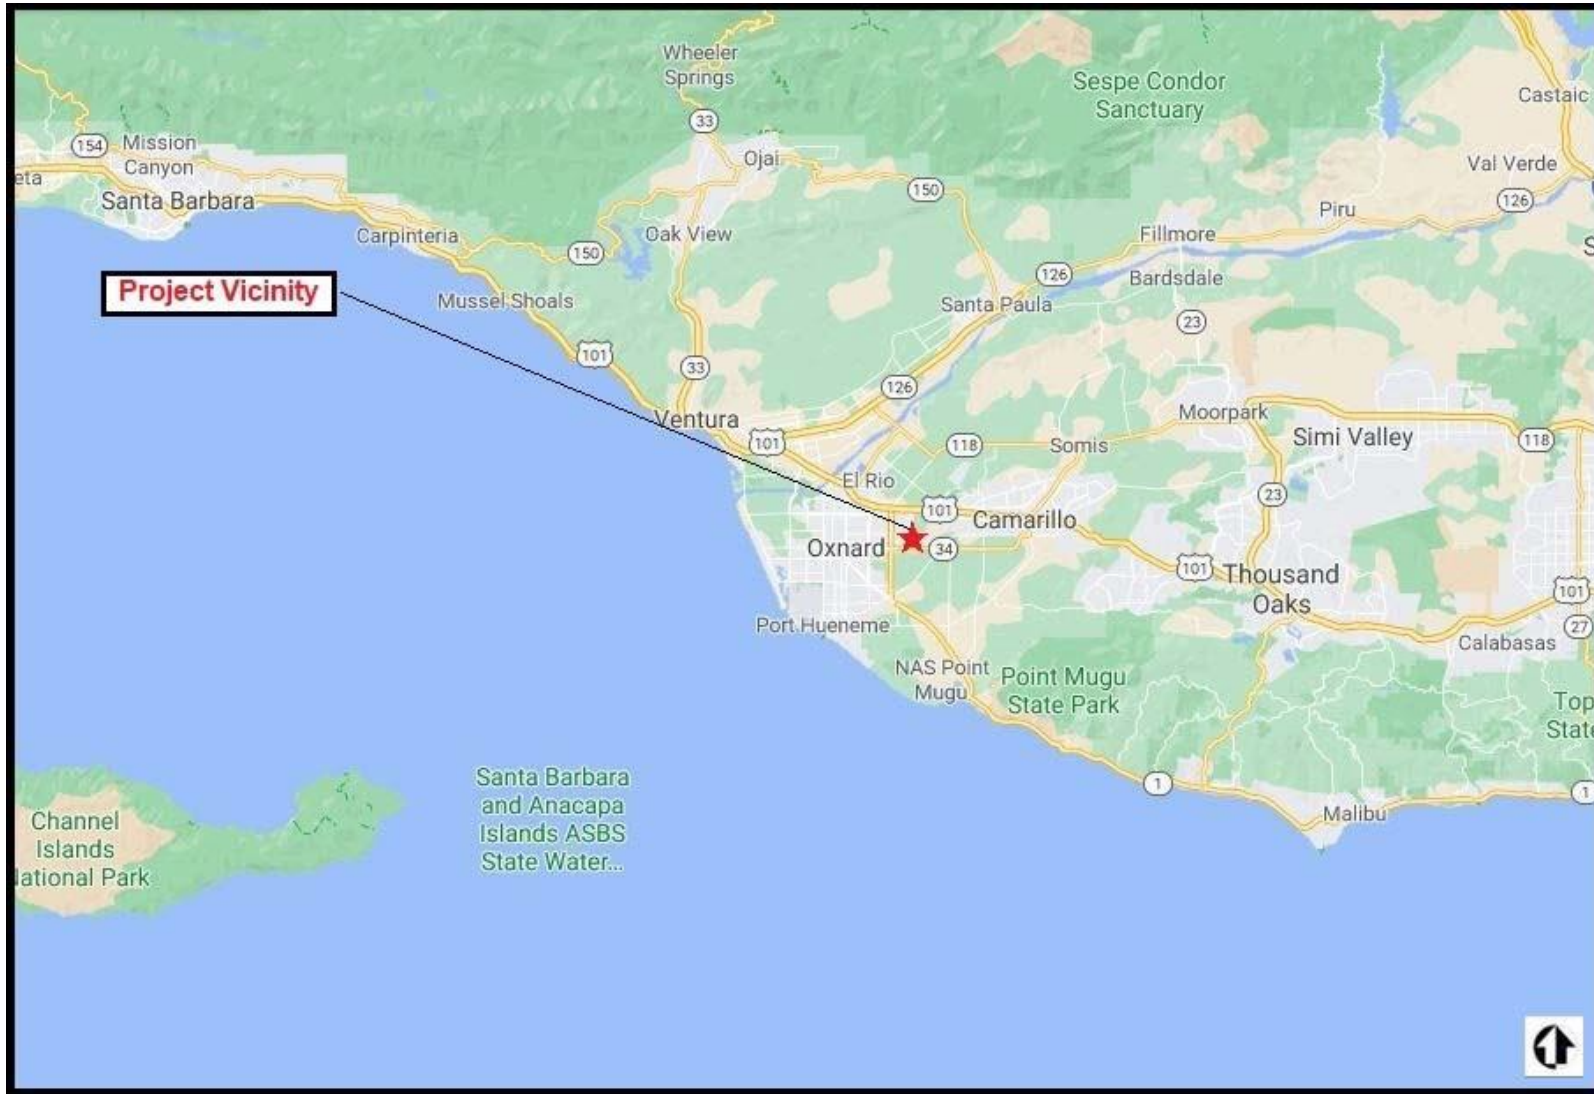 Wheeler
Springs
Sespe Condor
Sanctuary
Castaic
33
154
Mission
Canyon
Ojai
Val Verde
eta
150
126
Santa Barbara
Piru
Carpinteria
Oak View
Fillmore
150
S
126
Bardsdale
Project Vicinity
Mussel Shoals
Santa Paula
23
101
33
126
Ventura
Moorpark
101
118
Somis
Simi Valley
118
El Rio
23
101
Camarillo
Oxnard
34
101
Thousand
Oaks
101
Port Hueneme
27
Calabasas
NAS Point
Mugu
Point Mugu
State Park
Top
State
Santa Barbara
and Anacapa
Islands ASBS
State Water...
1
1
Channel
Islands
National Park
Malibu